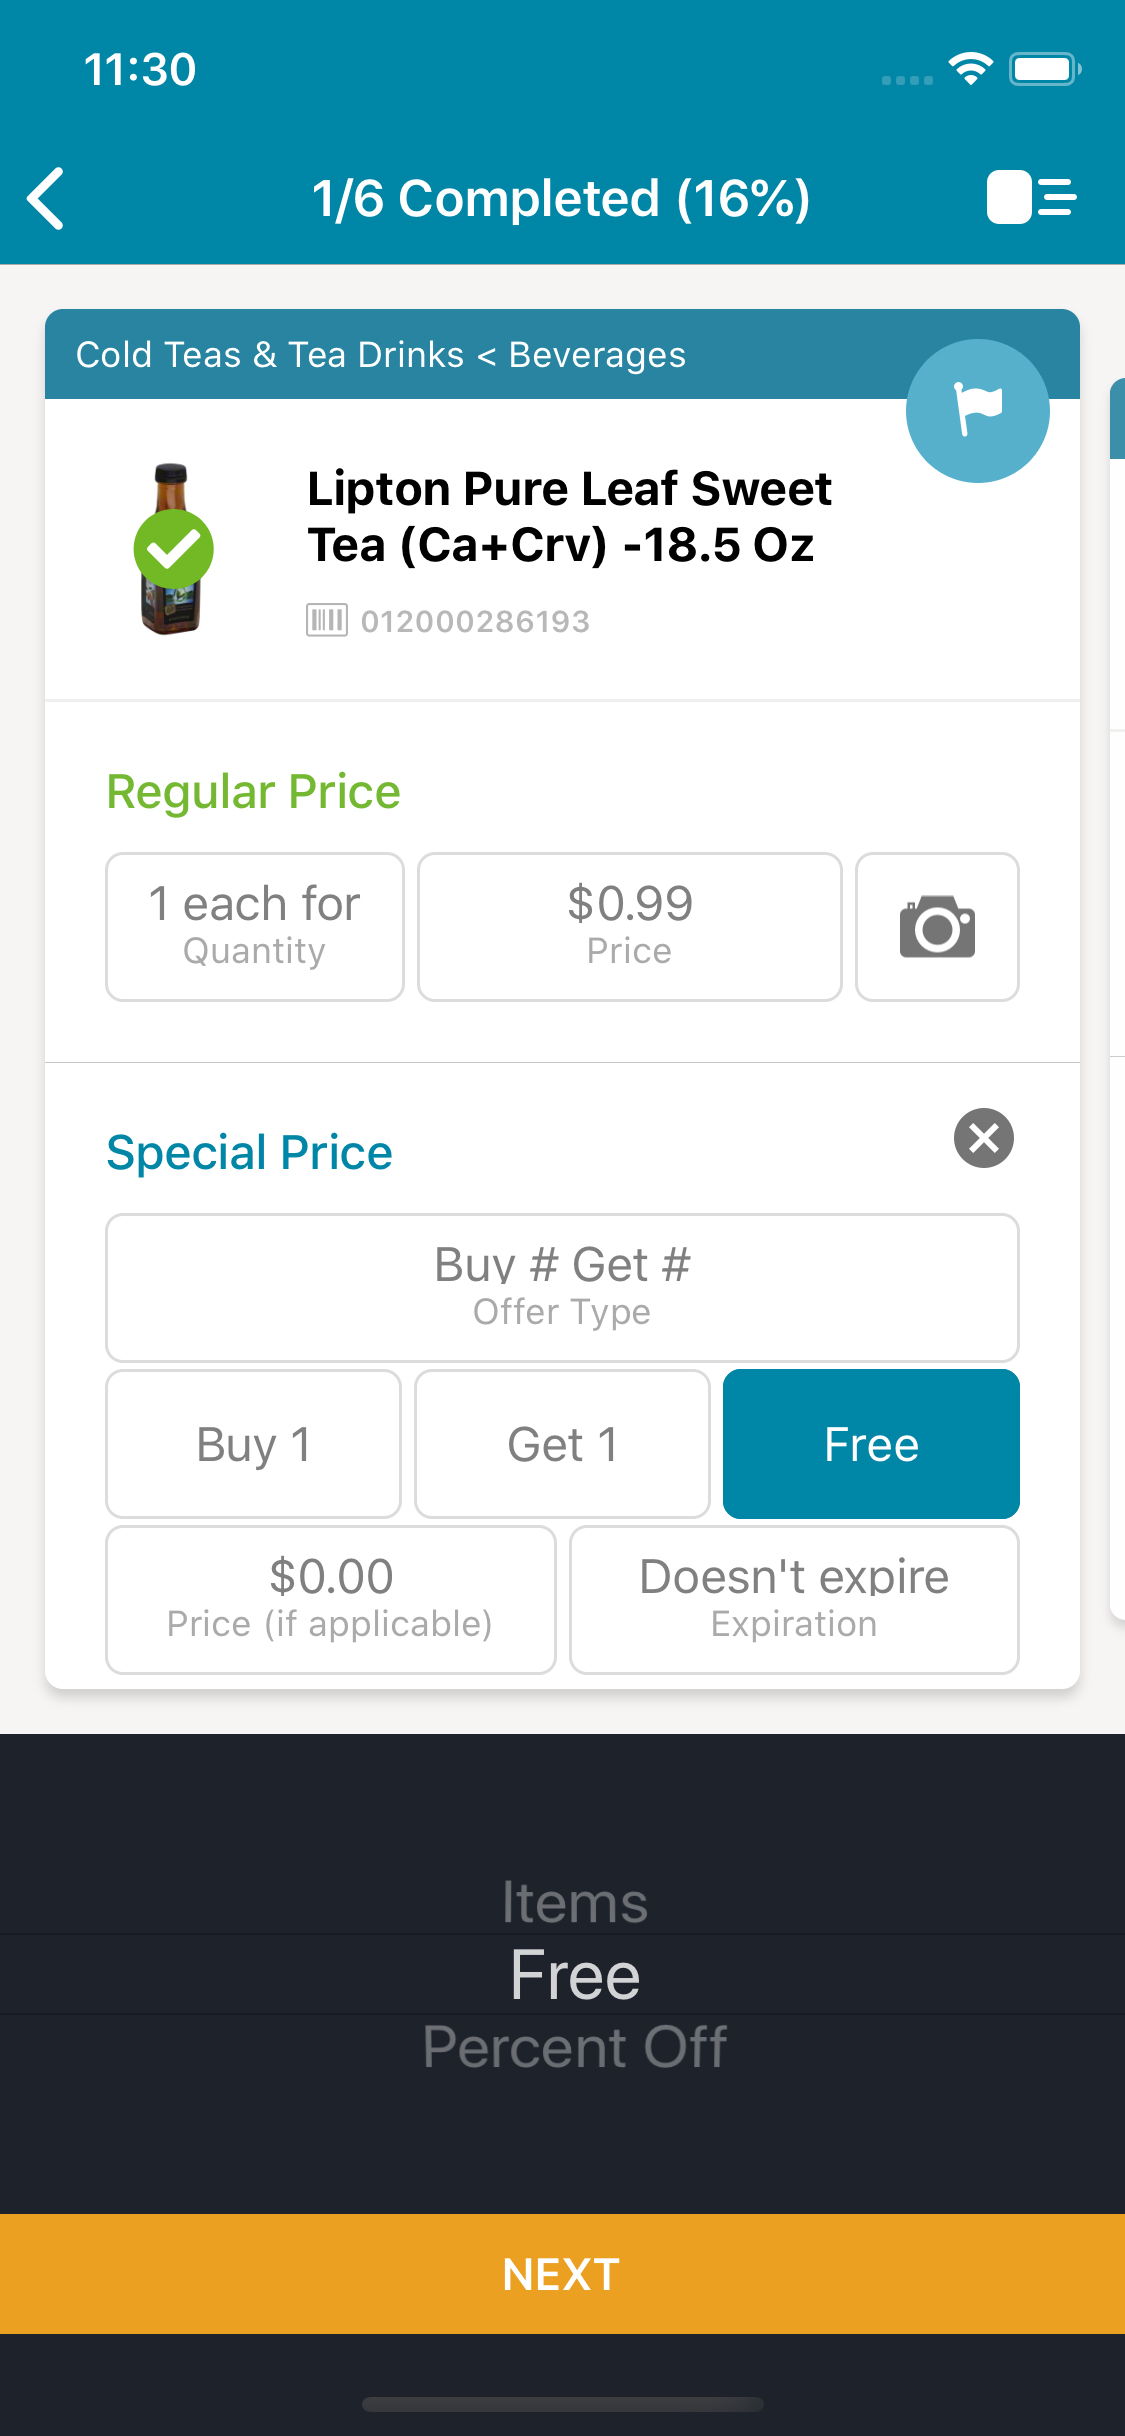 11:30
1/6 Completed (16%)
Cold Teas & Tea Drinks < Beverages
Lipton Pure Leaf Sweet
Tea (Ca+Crv) -18.5 Oz
012000286193
Regular Price
1 each for
Quantity
$0.99
Price
Special Price
Buy # Get #
Offer Type
Buy 1
Get 1
Free
$0.00
Price (if applicable)
Doesn't expire
Expiration
Items
Free
Percent Off
NEXT